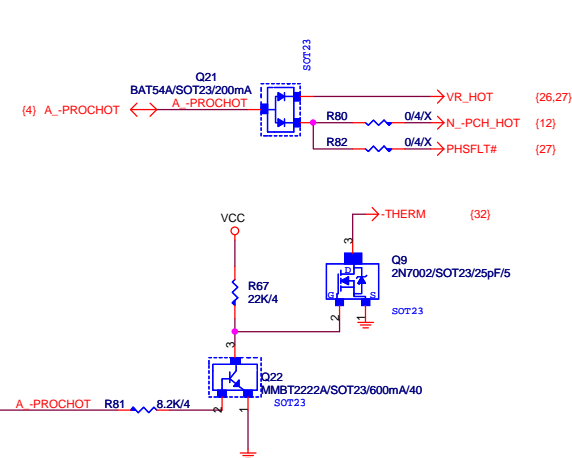 SOT23
Q21
BAT54A/SOT23/200mA
{4} A_-PROCHOT
A_-PROCHOT
VR_HOT {26,27}
R80 0/4/X N_-PCH_HOT {12}
R82 0/4/X PHSFLT# {27}
VCC
-THERM {32}
3
Q9
2N7002/SOT23/25pF/5
D
G S
SOT23
2 1
R67
22K/4
3
Q22
MMBT2222A/SOT23/600mA/40
SOT23
A_-PROCHOT R81 8.2K/4
2 1